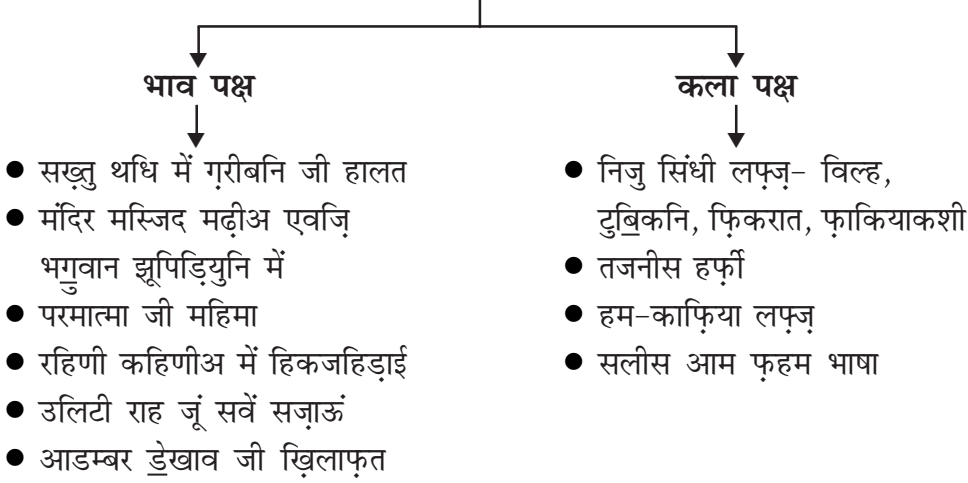 भाव पक्ष
● सख़्तु थधि में ग़रीबनि जी हालत
● मंदिर मस्जिद मढ़ीअ एवज़ि
भॻुवान झूपिड़ियुनि में
● परमात्मा जी महिमा
● रहिणी कहिणीअ में हिकजहिड़ाई
● उलिटी राह जूं सवें सज़ाऊं
● आडम्बर ॾेखाव जी ख़िलाफ़त
कला पक्ष
● निजु सिंधी लफ़्ज़- विल्ह,
टुॿिकनि, फ़िकरात, फ़ाकियाकशी
● तजनीस हर्फ़ी
● हम-काफ़िया लफ़्ज़
● सलीस आम फ़हम भाषा